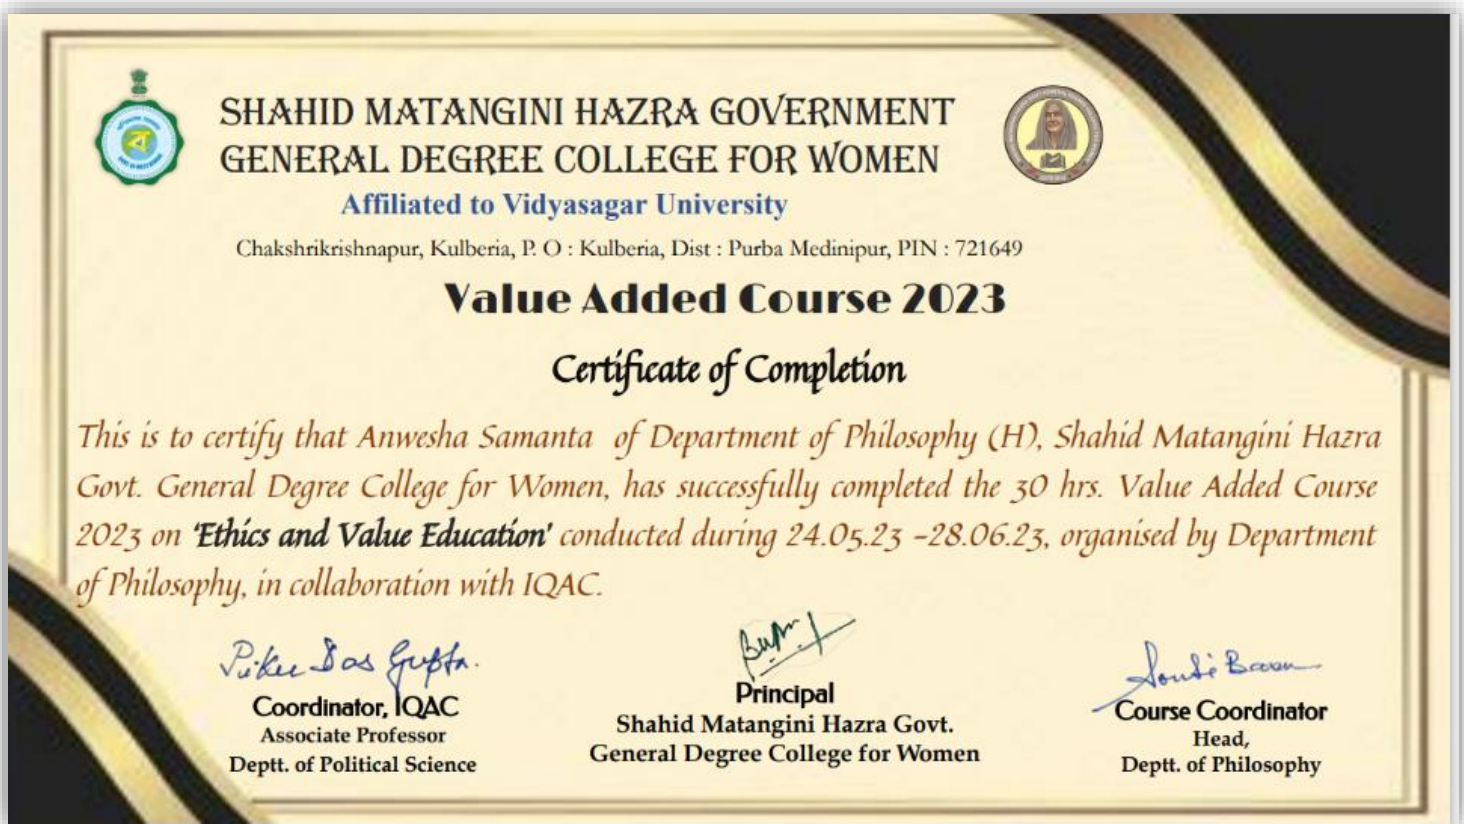 SHAHID MATANGINI HAZRA GOVERNMENT
GENERAL DEGREE COLLEGE FOR WOMEN
Affiliated to Vidyasagar University
Chakshrikrishnapur, Kulberia, P. O : Kulberia, Dist : Purba Medinipur, PIN : 721649
Value Added Course 2023
Certificate of Completion
This is to certify that Anwesha Samanta of Department of Philosophy (H), Shahid Matangini Hazra
Govt. General Degree College for Women, has successfully completed the 30 hrs. Value Added Course
2023 on 'Ethics and Value Education' conducted during 24.05.23 –28.06.23, organised by Department
of Philosophy, in collaboration with IQAC.
Das Gupta.
Coordinator, IQAC
Associate Professor
Deptt. of Political Science
Principal
Shahid Matangini Hazra Govt.
General Degree College for Women
Course Coordinator
Head,
Deptt. of Philosophy